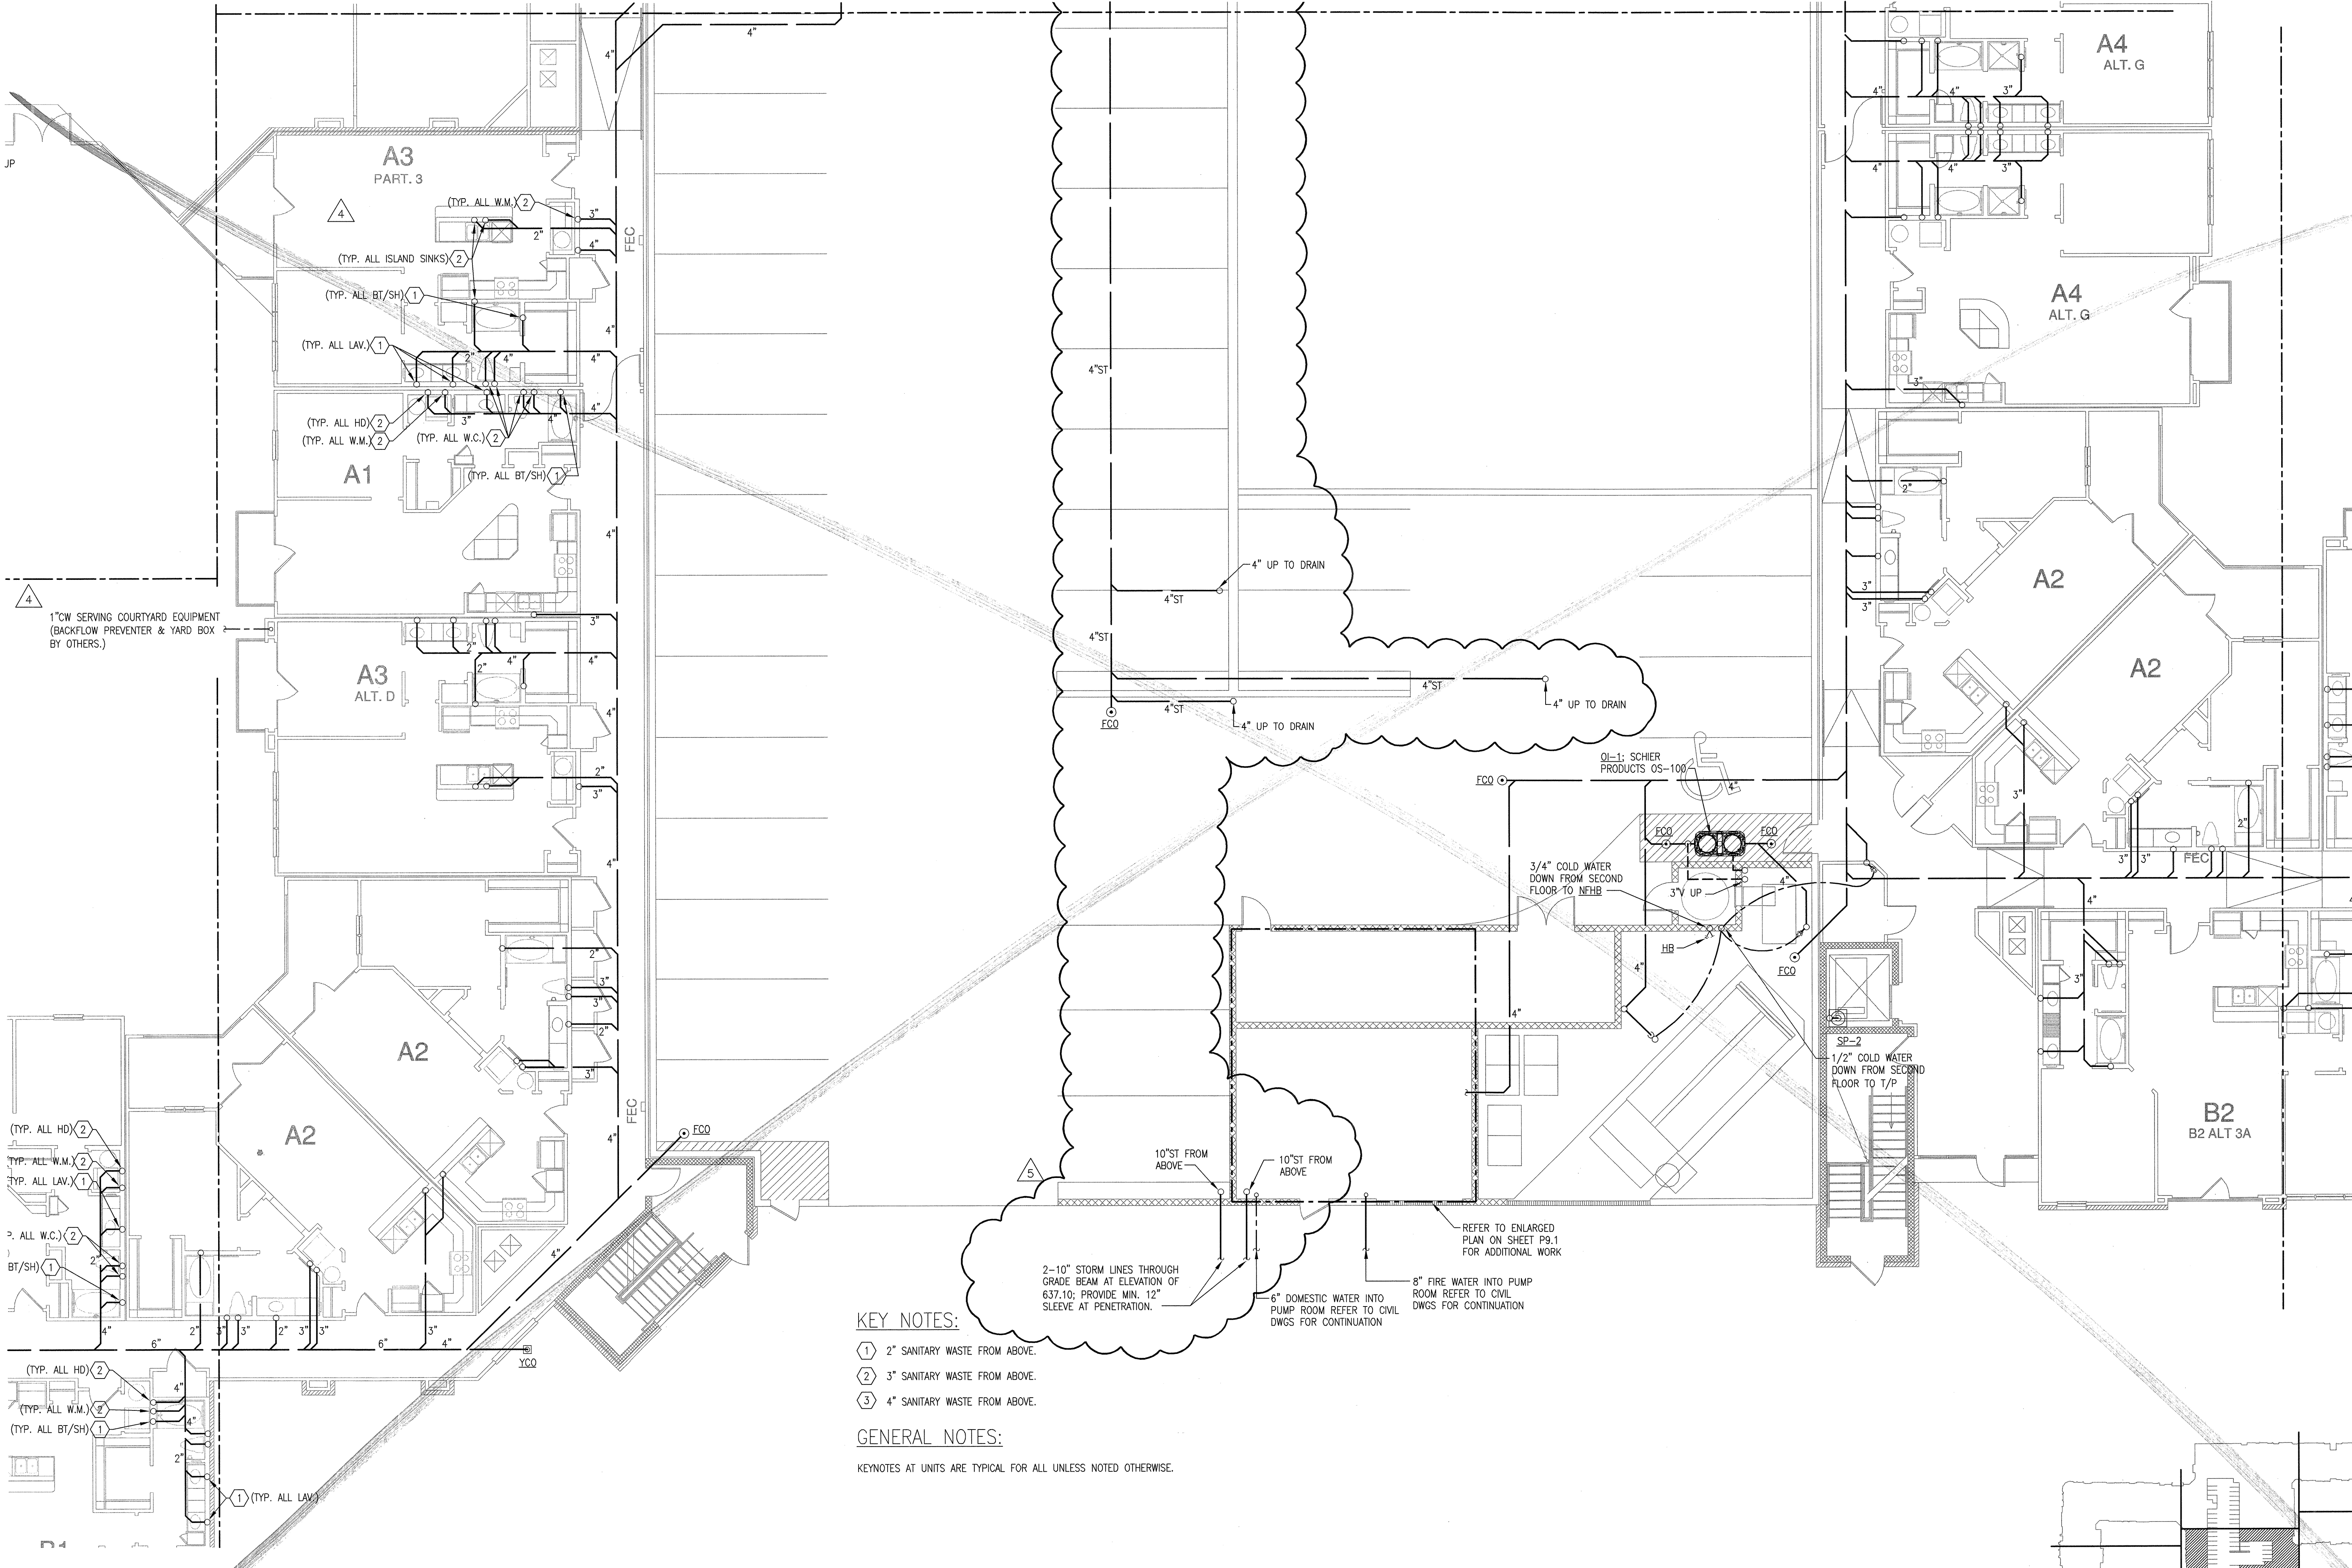 4"
A4
ALT. G
4"
4"
3"
4"
4"
3"
JP
A3
PART. 3
4
(TYP. ALL W.M.) 2
3"
2"
4"
FEC
(TYP. ALL ISLAND SINKS) 2
(TYP. ALL BT/SH) 1
(TYP. ALL LAV.) 1
2"
4"
4"
4"
(TYP. ALL HD) 2
(TYP. ALL W.M.) 2
3"
4"
4"
(TYP. ALL W.C.) 2
(TYP. ALL BT/SH) 1
A1
4"
4"ST
A4
ALT. G
3"
2"
3"
3"
A2
A2
4" UP TO DRAIN
4"ST
4"ST
4"ST
4" UP TO DRAIN
4"ST
4" UP TO DRAIN
FCO
4
1"CW SERVING COURTYARD EQUIPMENT
(BACKFLOW PREVENTER & YARD BOX
BY OTHERS.)
3"
2"
4"
4"
2"
A3
ALT. D
4"
2"
3"
4"
OI-1; SCHIER
PRODUCTS OS-100
FCO
4"
FCO
FCO
3/4" COLD WATER
DOWN FROM SECOND
FLOOR TO NFHB
3"V UP
4"
HB
FCO
4"
4"
3"
2"
3"
3"
FEC
4"
3"
SP-2
1/2" COLD WATER
DOWN FROM SECOND
FLOOR TO T/P
B2
B2 ALT 3A
2"
3"
3"
2"
3"
A2
A2
FEC
4"
FCO
(TYP. ALL HD) 2
TYP. ALL W.M.) 2
TYP. ALL LAV.) 1
P. ALL W.C.) 2
BT/SH) 1
2"
4"
6"
2"
3"
3"
2"
3"
3"
6"
3"
4"
4"
YCO
(TYP. ALL HD) 2
(TYP. ALL W.M.) 2
(TYP. ALL BT/SH) 1
4"
4"
2"
1 (TYP. ALL LAV.)
B1
5
10"ST FROM
ABOVE
10"ST FROM
ABOVE
REFER TO ENLARGED
PLAN ON SHEET P9.1
FOR ADDITIONAL WORK
2-10" STORM LINES THROUGH
GRADE BEAM AT ELEVATION OF
637.10; PROVIDE MIN. 12"
SLEEVE AT PENETRATION.
6" DOMESTIC WATER INTO
PUMP ROOM REFER TO CIVIL
DWGS FOR CONTINUATION
8" FIRE WATER INTO PUMP
ROOM REFER TO CIVIL
DWGS FOR CONTINUATION
KEY NOTES:
1 2" SANITARY WASTE FROM ABOVE.
2 3" SANITARY WASTE FROM ABOVE.
3 4" SANITARY WASTE FROM ABOVE.
GENERAL NOTES:
KEYNOTES AT UNITS ARE TYPICAL FOR ALL UNLESS NOTED OTHERWISE.